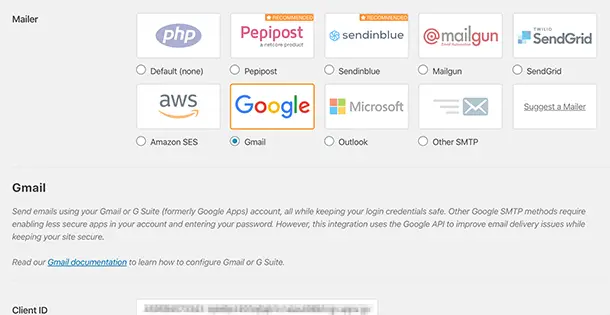 Mailer
php
RECOMMENDED
Pepipost
a netcore product
RECOMMENDED
sendinblue
mailgun
TWILIO
SendGrid
Default (none)
Pepipost
Sendinblue
Mailgun
SendGrid
aws
Google
Microsoft
Suggest a Mailer
Amazon SES
Gmail
Outlook
Other SMTP
Gmail
Send emails using your Gmail or G Suite (formerly Google Apps) account, all while keeping your login credentials safe. Other Google SMTP methods require
enabling less secure apps in your account and entering your password. However, this integration uses the Google API to improve email delivery issues while
keeping your site secure.
Read our Gmail documentation to learn how to configure Gmail or G Suite.
Client ID